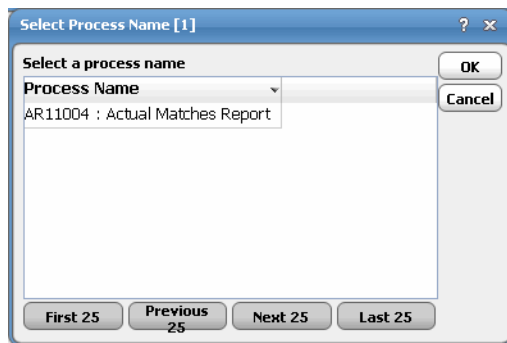 Select Process Name [1]
? x
Select a process name
OK
Process Name
Cancel
AR11004 : Actual Matches Report
First 25
Previous
25
Next 25
Last 25